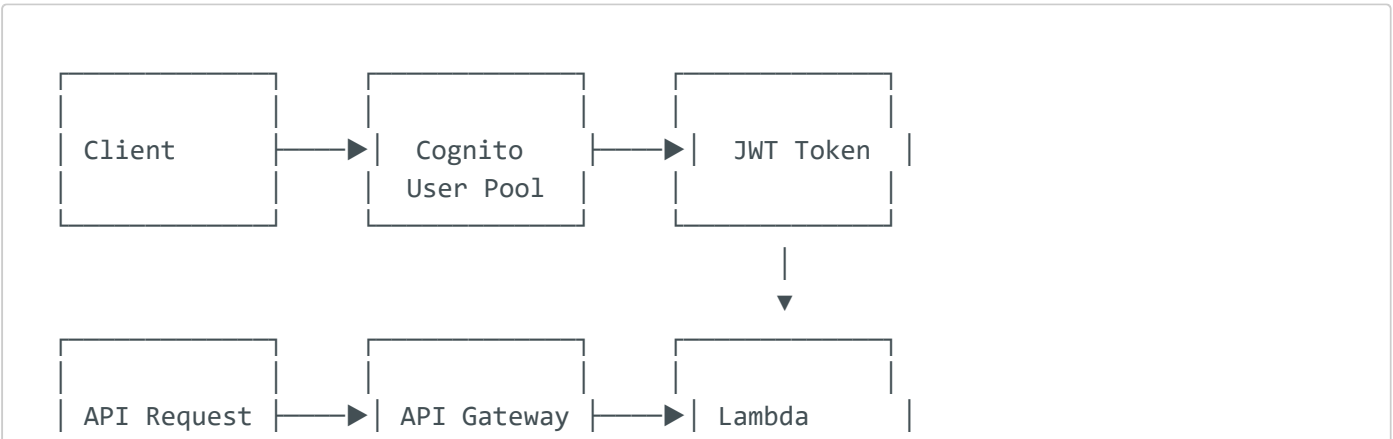 Client Cognito JWT Token
User Pool
API Request API Gateway Lambda